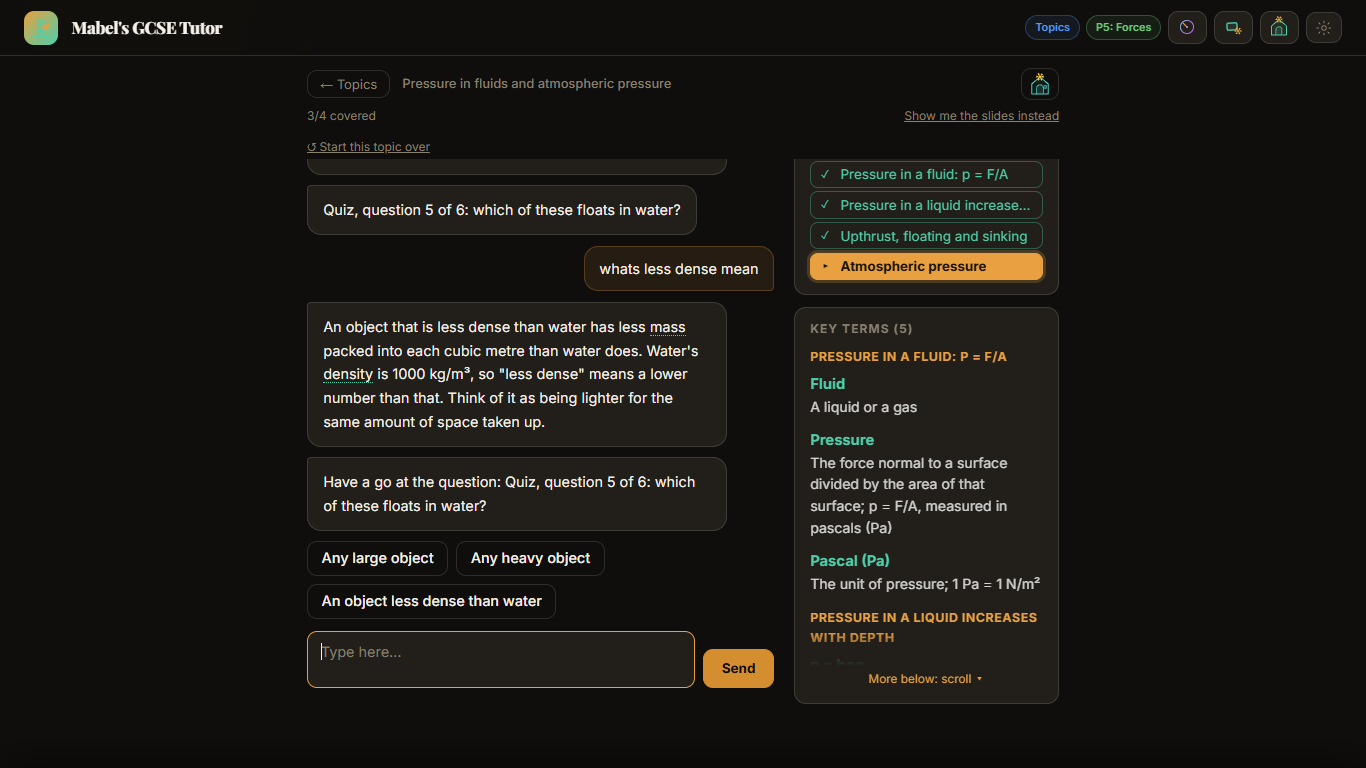 Mabel's GCSE Tutor
Topics
P5: Forces
← Topics
Pressure in fluids and atmospheric pressure
3/4 covered
Show me the slides instead
↺ Start this topic over
Quiz, question 5 of 6: which of these floats in water?
whats less dense mean
An object that is less dense than water has less mass
packed into each cubic metre than water does. Water's
density is 1000 kg/m³, so "less dense" means a lower
number than that. Think of it as being lighter for the
same amount of space taken up.
Have a go at the question: Quiz, question 5 of 6: which
of these floats in water?
Any large object
Any heavy object
An object less dense than water
Type here...
Send
✓ Pressure in a fluid: p = F/A
✓ Pressure in a liquid increase...
✓ Upthrust, floating and sinking
▸ Atmospheric pressure
KEY TERMS (5)
PRESSURE IN A FLUID: P = F/A
Fluid
A liquid or a gas
Pressure
The force normal to a surface
divided by the area of that
surface; p = F/A, measured in
pascals (Pa)
Pascal (Pa)
The unit of pressure; 1 Pa = 1 N/m²
PRESSURE IN A LIQUID INCREASES
WITH DEPTH
More below: scroll ▾